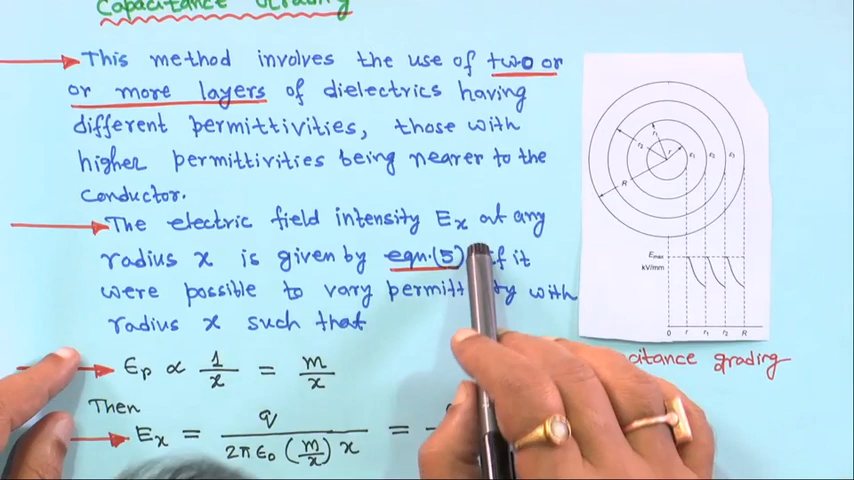 Capacitance Grading
This method involves the use of two or
or more layers of dielectrics having
different permittivities, those with
higher permittivities being nearer to the
conductor.
The electric field intensity Ex at any
radius x is given by eqn.(5) If it
were possible to vary permittivity with
radius x such that
εp ∝ 1/x = m/x
Then
Ex = q / 2πε0 (m/x) x =
r
r1
r2
R
ε1 ε2 ε3
Emax
kV/mm
0 r r1 r2 R
citance grading